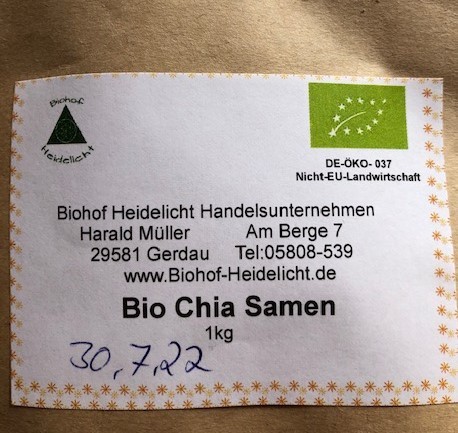 Biohof
Heidelicht
DE-ÖKO- 037
Nicht-EU-Landwirtschaft
Biohof Heidelicht Handelsunternehmen
Harald Müller Am Berge 7
29581 Gerdau Tel:05808-539
www.Biohof-Heidelicht.de
Bio Chia Samen
1kg
30.7.22